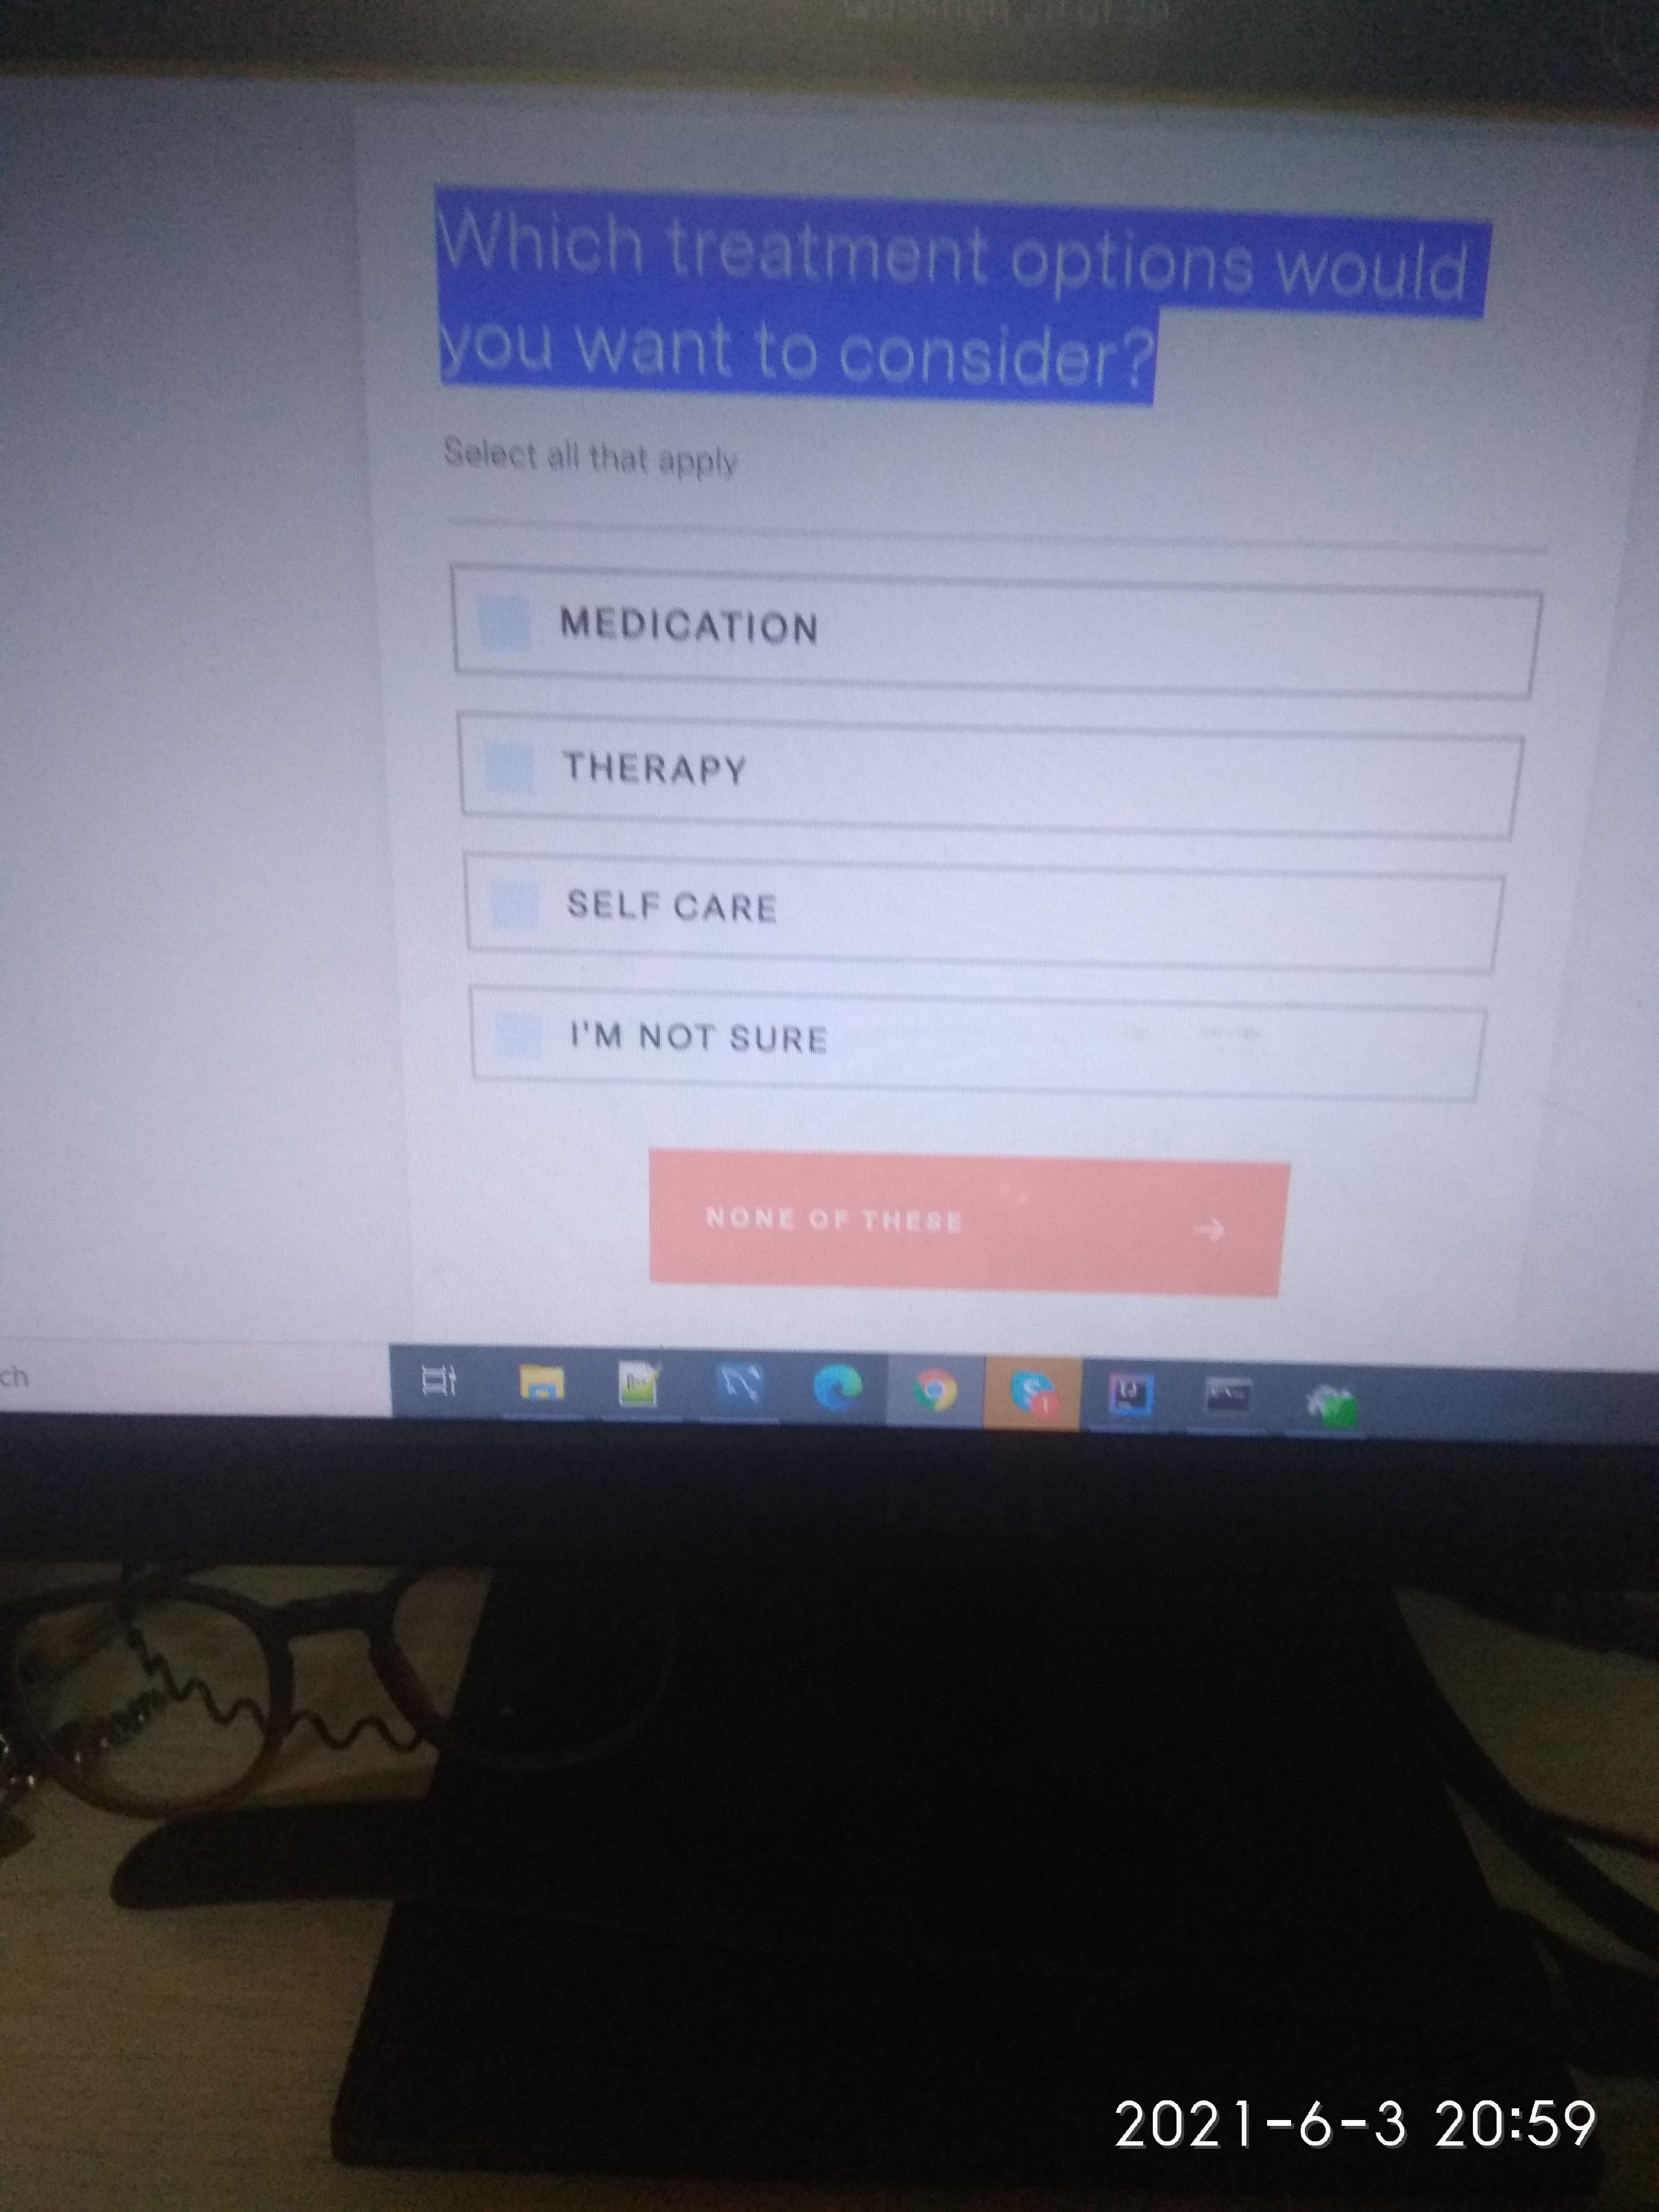 Which treatment options would
you want to consider?
Select all that apply
MEDICATION
THERAPY
SELF CARE
I'M NOT SURE
NONE OF THESE
ch
2021-6-3 20:59